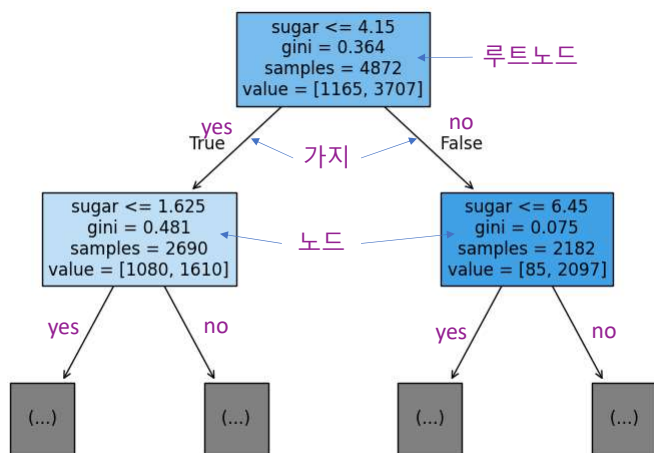 sugar <= 4.15
gini = 0.364
samples = 4872
value = [1165, 3707]
루트노드
yes
no
True
가지
False
sugar <= 1.625
gini = 0.481
samples = 2690
value = [1080, 1610]
노드
sugar <= 6.45
gini = 0.075
samples = 2182
value = [85, 2097]
yes
no
yes
no
(...)
(...)
(...)
(...)